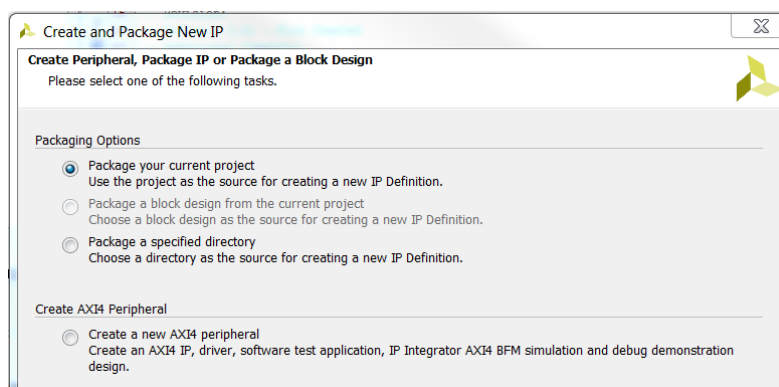 Create and Package New IP
Create Peripheral, Package IP or Package a Block Design
Please select one of the following tasks.
Packaging Options
Package your current project
Use the project as the source for creating a new IP Definition.
Package a block design from the current project
Choose a block design as the source for creating a new IP Definition.
Package a specified directory
Choose a directory as the source for creating a new IP Definition.
Create AXI4 Peripheral
Create a new AXI4 peripheral
Create an AXI4 IP, driver, software test application, IP Integrator AXI4 BFM simulation and debug demonstration
design.